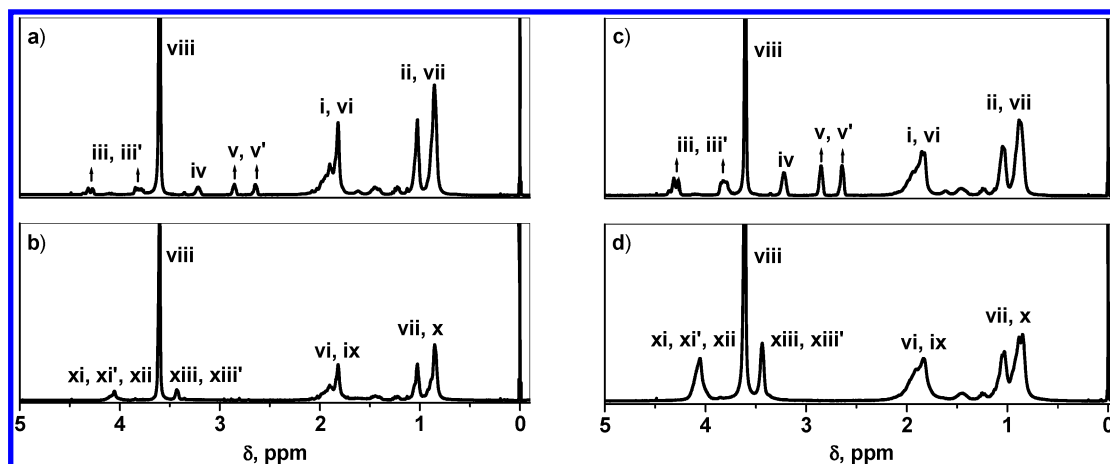 a)
viii
ii, vii
i, vi
iii, iii'
iv
v, v'
b)
viii
vii, x
vi, ix
xi, xi', xii
xiii, xiii'
5
4
3
2
1
0
δ, ppm
c)
viii
ii, vii
i, vi
iii, iii'
iv
v, v'
d)
viii
vii, x
vi, ix
xi, xi', xii
xiii, xiii'
5
4
3
2
1
0
δ, ppm